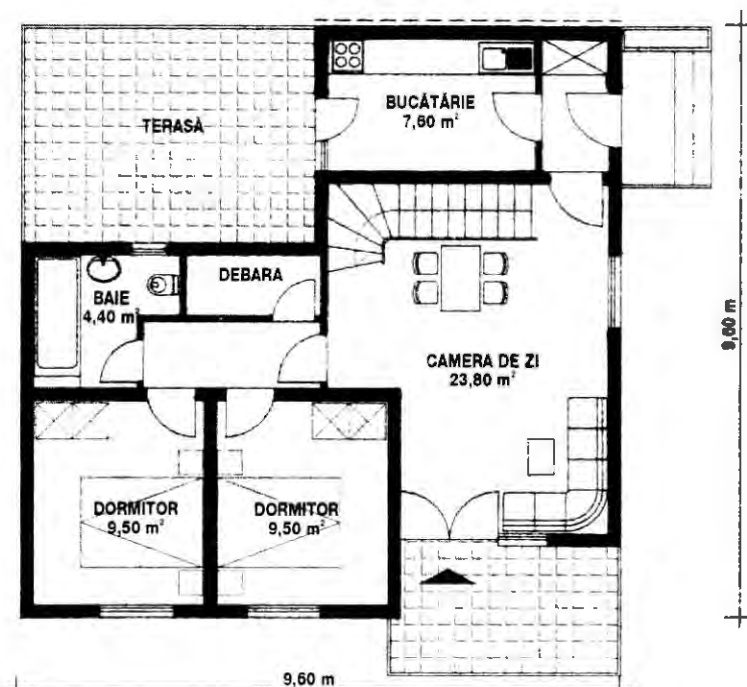 BUCĂTĂRIE
7,60 m²
TERASĂ
DEBARA
BAIE
4,40 m²
CAMERA DE ZI
23,80 m²
9,60 m
DORMITOR
9,50 m²
DORMITOR
9,50 m²
9,60 m